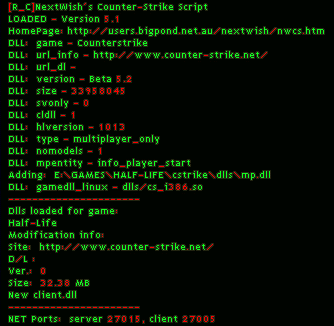 [R_C]NextWish's Counter-Strike Script
LOADED = Version 5.1
HomePage: http://users.bigpond.net.au/nextwish/nwcs.htm
DLL: game = Counterstrike
DLL: url_info = http://www.counter-strike.net/
DLL: url_dl =
DLL: version = Beta 5.2
DLL: size = 33958045
DLL: svonly = 0
DLL: cldll = 1
DLL: hlversion = 1013
DLL: type = multiplayer_only
DLL: nomodels = 1
DLL: mpentity = info_player_start
Adding: E:\GAMES\HALF-LIFE\cstrike\dlls\mp.dll
DLL: gamedll_linux = dlls/cs_i386.so
----------------------
Dlls loaded for game:
Half-Life
Modification info:
Site: http://www.counter-strike.net/
D/L :
Ver.: 0
Size: 32.38 MB
New client.dll
----------------------
NET Ports: server 27015, client 27005